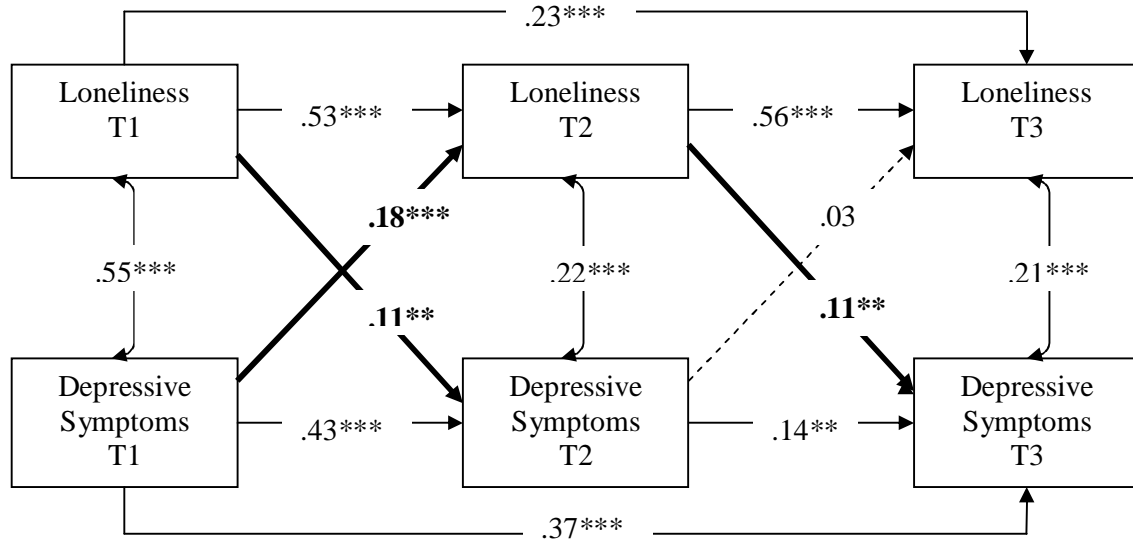 .23***
Loneliness
T1
.53***
Loneliness
T2
.56***
Loneliness
T3
.18***
.03
.55***
.22***
.21***
.11**
.11**
Depressive
Symptoms
T1
.43***
Depressive
Symptoms
T2
.14**
Depressive
Symptoms
T3
.37***